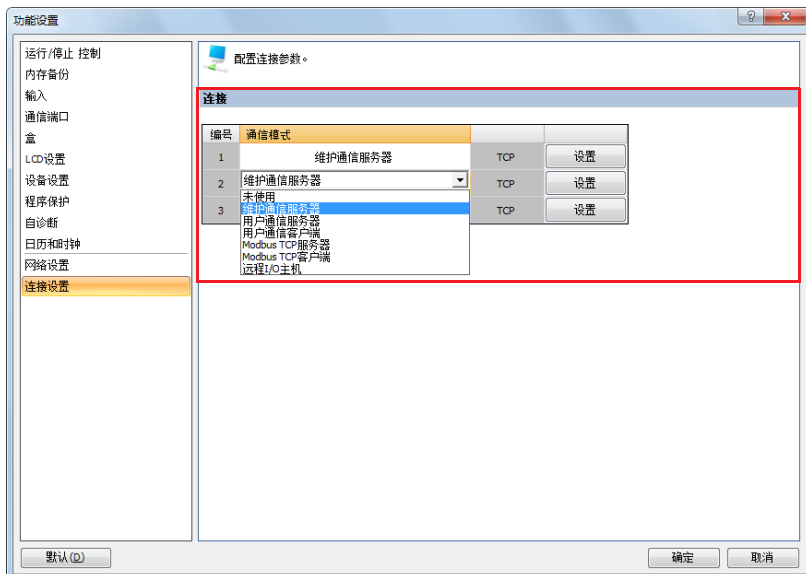 功能设置
运行/停止 控制
内存备份
输入
通信端口
盒
LCD设置
设备设置
程序保护
自诊断
日历和时钟
网络设置
连接设置
配置连接参数。
连接
编号 通信模式
1 维护通信服务器 TCP 设置
2 维护通信服务器 TCP 设置
3 TCP 设置
未使用
维护通信服务器
用户通信服务器
用户通信客户端
Modbus TCP服务器
Modbus TCP客户端
远程I/O主机
默认(D)
确定 取消